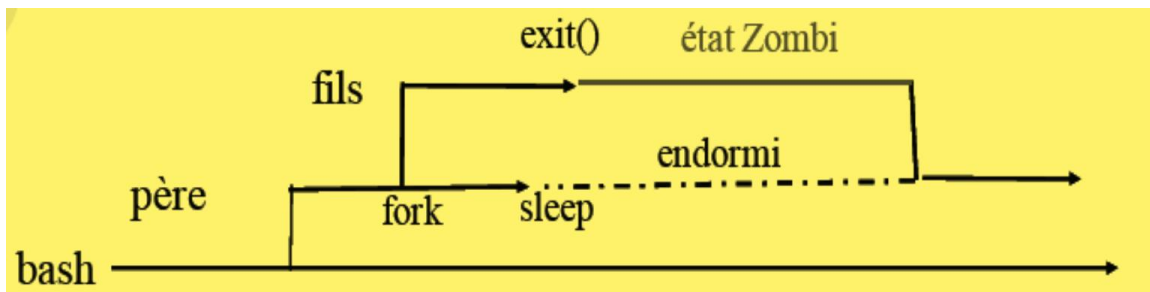 exit() état Zombi
fils
endormi
père
fork sleep
bash